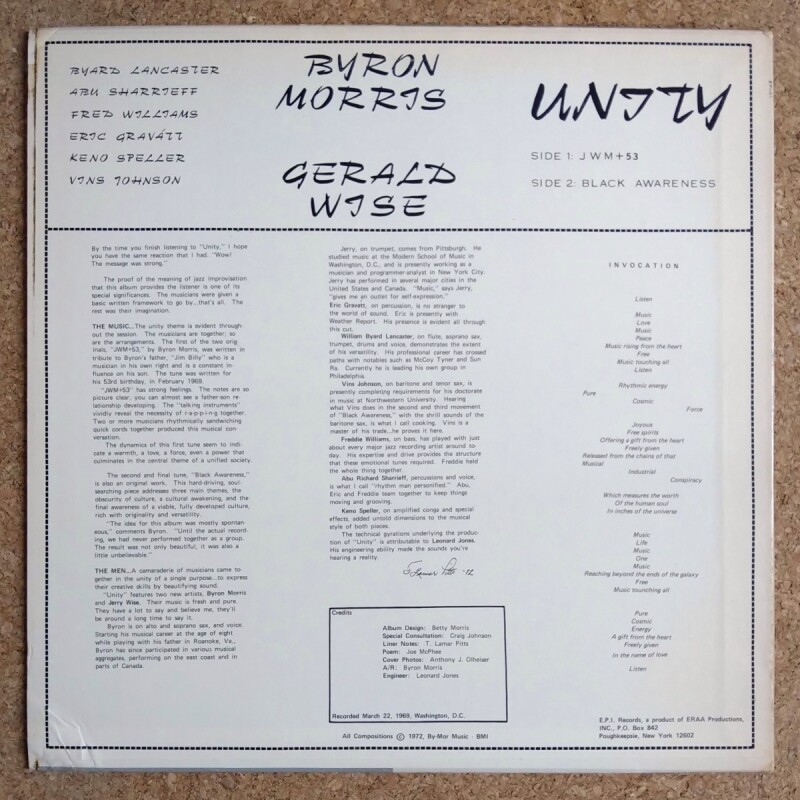 BYARD LANCASTER
ABU SHARRIEFF
FRED WILLIAMS
ERIC GRAVÁTT
KENO SPELLER
VINS JOHNSON
BYRON
MORRIS
GERALD
WISE
UNITY
SIDE 1: JWM+53
SIDE 2: BLACK AWARENESS
By the time you finish listening to "Unity," I hope
you have the same reaction that I had. "Wow!
The message was strong."
The proof of the meaning of jazz improvisation
that this album provides the listener is one of its
special significances. The musicians were given a
basic written framework to go by...that's all. The
rest was their imagination.
THE MUSIC...The unity theme is evident through
out the session. The musicians are together; so
are the arrangements. The first of the two orig
inals, "JWM+53," by Byron Morris, was written in
tribute to Byron's father, "Jim Billy" who is a
musician in his own right and is a constant in-
fluence on his son. The tune was written for
his 53rd birthday, in February 1969.
"JWM+53" has strong feelings. The notes are so
picture clear, you can almost see a father-son re-
lationship developing. The "talking instruments"
vividly reveal the necessity of r-a-p-p-i-n-g together.
Two or more musicians rhythmically sandwiching
quick cords together produced this musical con-
versation.
The dynamics of this first tune seem to indi-
cate a warmth, a love, a force, even a power that
culminates in the central theme of a unified society.
The second and final tune, "Black Awareness,"
is also an original work. This hard-driving, soul-
searching piece addresses three main themes, the
obscurity of culture, a cultural awakening, and the
final awareness of a viable, fully developed culture,
rich with originality and versatility.
"The idea for this album was mostly spontan-
eous," comments Byron. "Until the actual record-
ing, we had never performed together as a group.
The result was not only beautiful, it was also a
little unbelievable."
THE MEN...A camaraderie of musicians came to-
gether in the unity of a single purpose...to express
their creative skills by beautifying sound.
"Unity" features two new artists, Byron Morris
and Jerry Wise. Their music is fresh and pure.
They have a lot to say and believe me, they'll
be around a long time to say it.
Byron is on alto and soprano sax, and voice.
Starting his musical career at the age of eight
while playing with his father in Roanoke, Va.,
Byron has since participated in various musical
aggregates, performing on the east coast and in
parts of Canada.
Jerry, on trumpet, comes from Pittsburgh. He
studied music at the Modern School of Music in
Washington, D.C., and is presently working as a
musician and programmer-analyst in New York City.
Jerry has performed in several major cities in the
United States and Canada. "Music," says Jerry,
"gives me an outlet for self-expression."
Eric Gravatt, on percussion, is no stranger to
the world of sound. Eric is presently with
Weather Report. His presence is evident all through
this cut.
William Byard Lancaster, on flute, soprano sax,
trumpet, drums and voice, demonstrates the extent
of his versatility. His professional career has crossed
paths with notables such as McCoy Tyner and Sun
Ra. Currently he is leading his own group in
Philadelphia.
Vins Johnson, on baritone and tenor sax, is
presently completing requirements for his doctorate
in music at Northwestern University. Hearing
what Vins does in the second and third movement
of "Black Awareness," with the shrill sounds of the
baritone sax, is what I call cooking. Vins is a
master of his trade...he proves it here.
Freddie Williams, on bass, has played with just
about every major jazz recording artist around to-
day. His expertise and drive provides the structure
that these emotional tunes required. Freddie held
the whole thing together.
Abu Richard Sharrieff, percussions and voice,
is what I call "rhythm man personified." Abu,
Eric and Freddie team together to keep things
moving and grooving.
Keno Speller, on amplified conga and special
effects, added untold dimensions to the musical
style of both pieces.
The technical gyrations underlying the produc-
tion of "Unity" is attributable to Leonard Jones.
His engineering ability made the sounds you're
hearing a reality.
T. Lamar Pitts -72
Credits
Album Design: Betty Morris
Special Consultation: Craig Johnson
Liner Notes: T. Lamar Pitts
Poem: Joe McPhee
Cover Photos: Anthony J. Otheiser
A/R: Byron Morris
Engineer: Leonard Jones
Recorded March 22, 1969, Washington, D.C.
All Compositions © 1972, By-Mor Music - BMI
INVOCATION
Listen
Music
Love
Music
Peace
Music rising from the heart
Free
Music touching all
Listen
Rhythmic energy
Pure
Cosmic
Force
Joyous
Free spirits
Offering a gift from the heart
Freely given
Released from the chains of that
Musical
Industrial
Conspiracy
Which measures the worth
Of the human soul
In inches of the universe
Music
Life
Music
One
Music
Reaching beyond the ends of the galaxy
Free
Music tounching all
Pure
Cosmic
Energy
A gift from the heart
Freely given
In the name of love
Listen
E.P.I. Records, a product of ERAA Productions,
INC., P.O. Box 842
Poughkeepsie, New York 12602